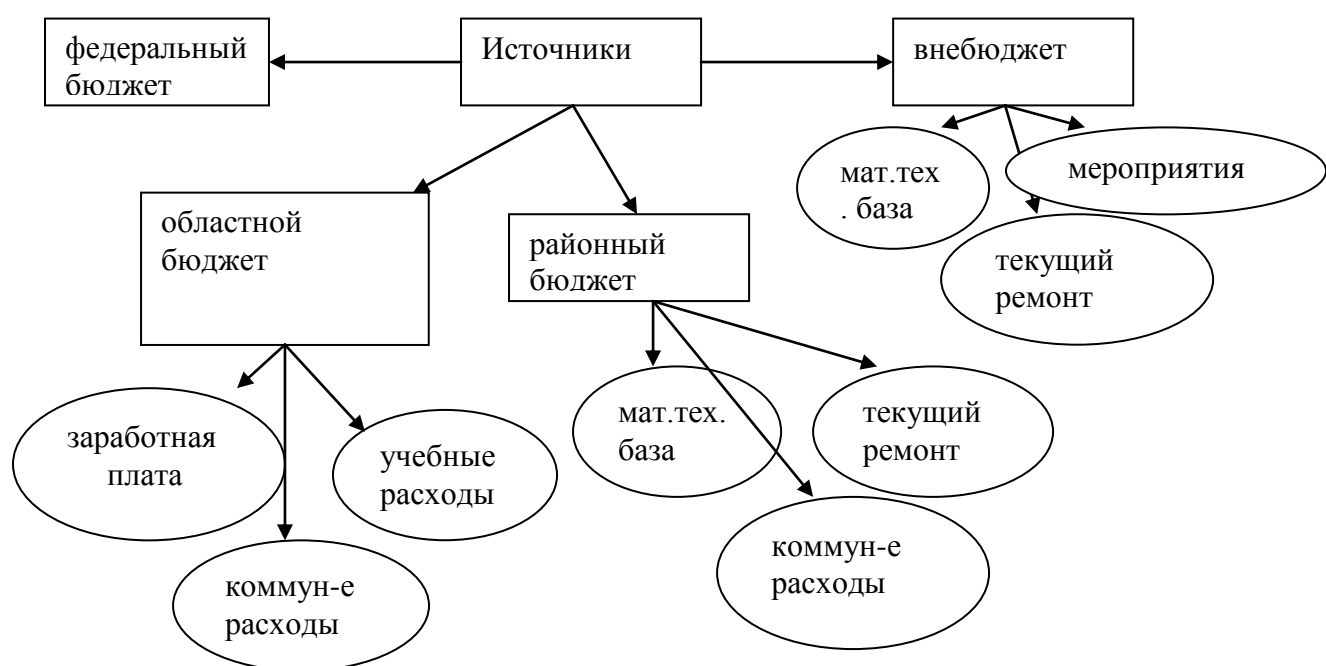 федеральный
бюджет
Источники
внебюджет
мат.тех
. база
мероприятия
текущий
ремонт
областной
бюджет
районный
бюджет
заработная
плата
учебные
расходы
коммун-е
расходы
мат.тех.
база
текущий
ремонт
коммун-е
расходы